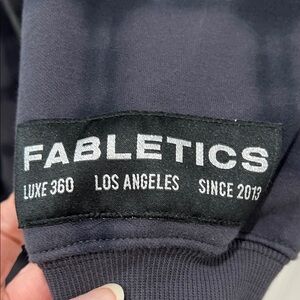 FABLETICS
LUXE 360 LOS ANGELES SINCE 2013